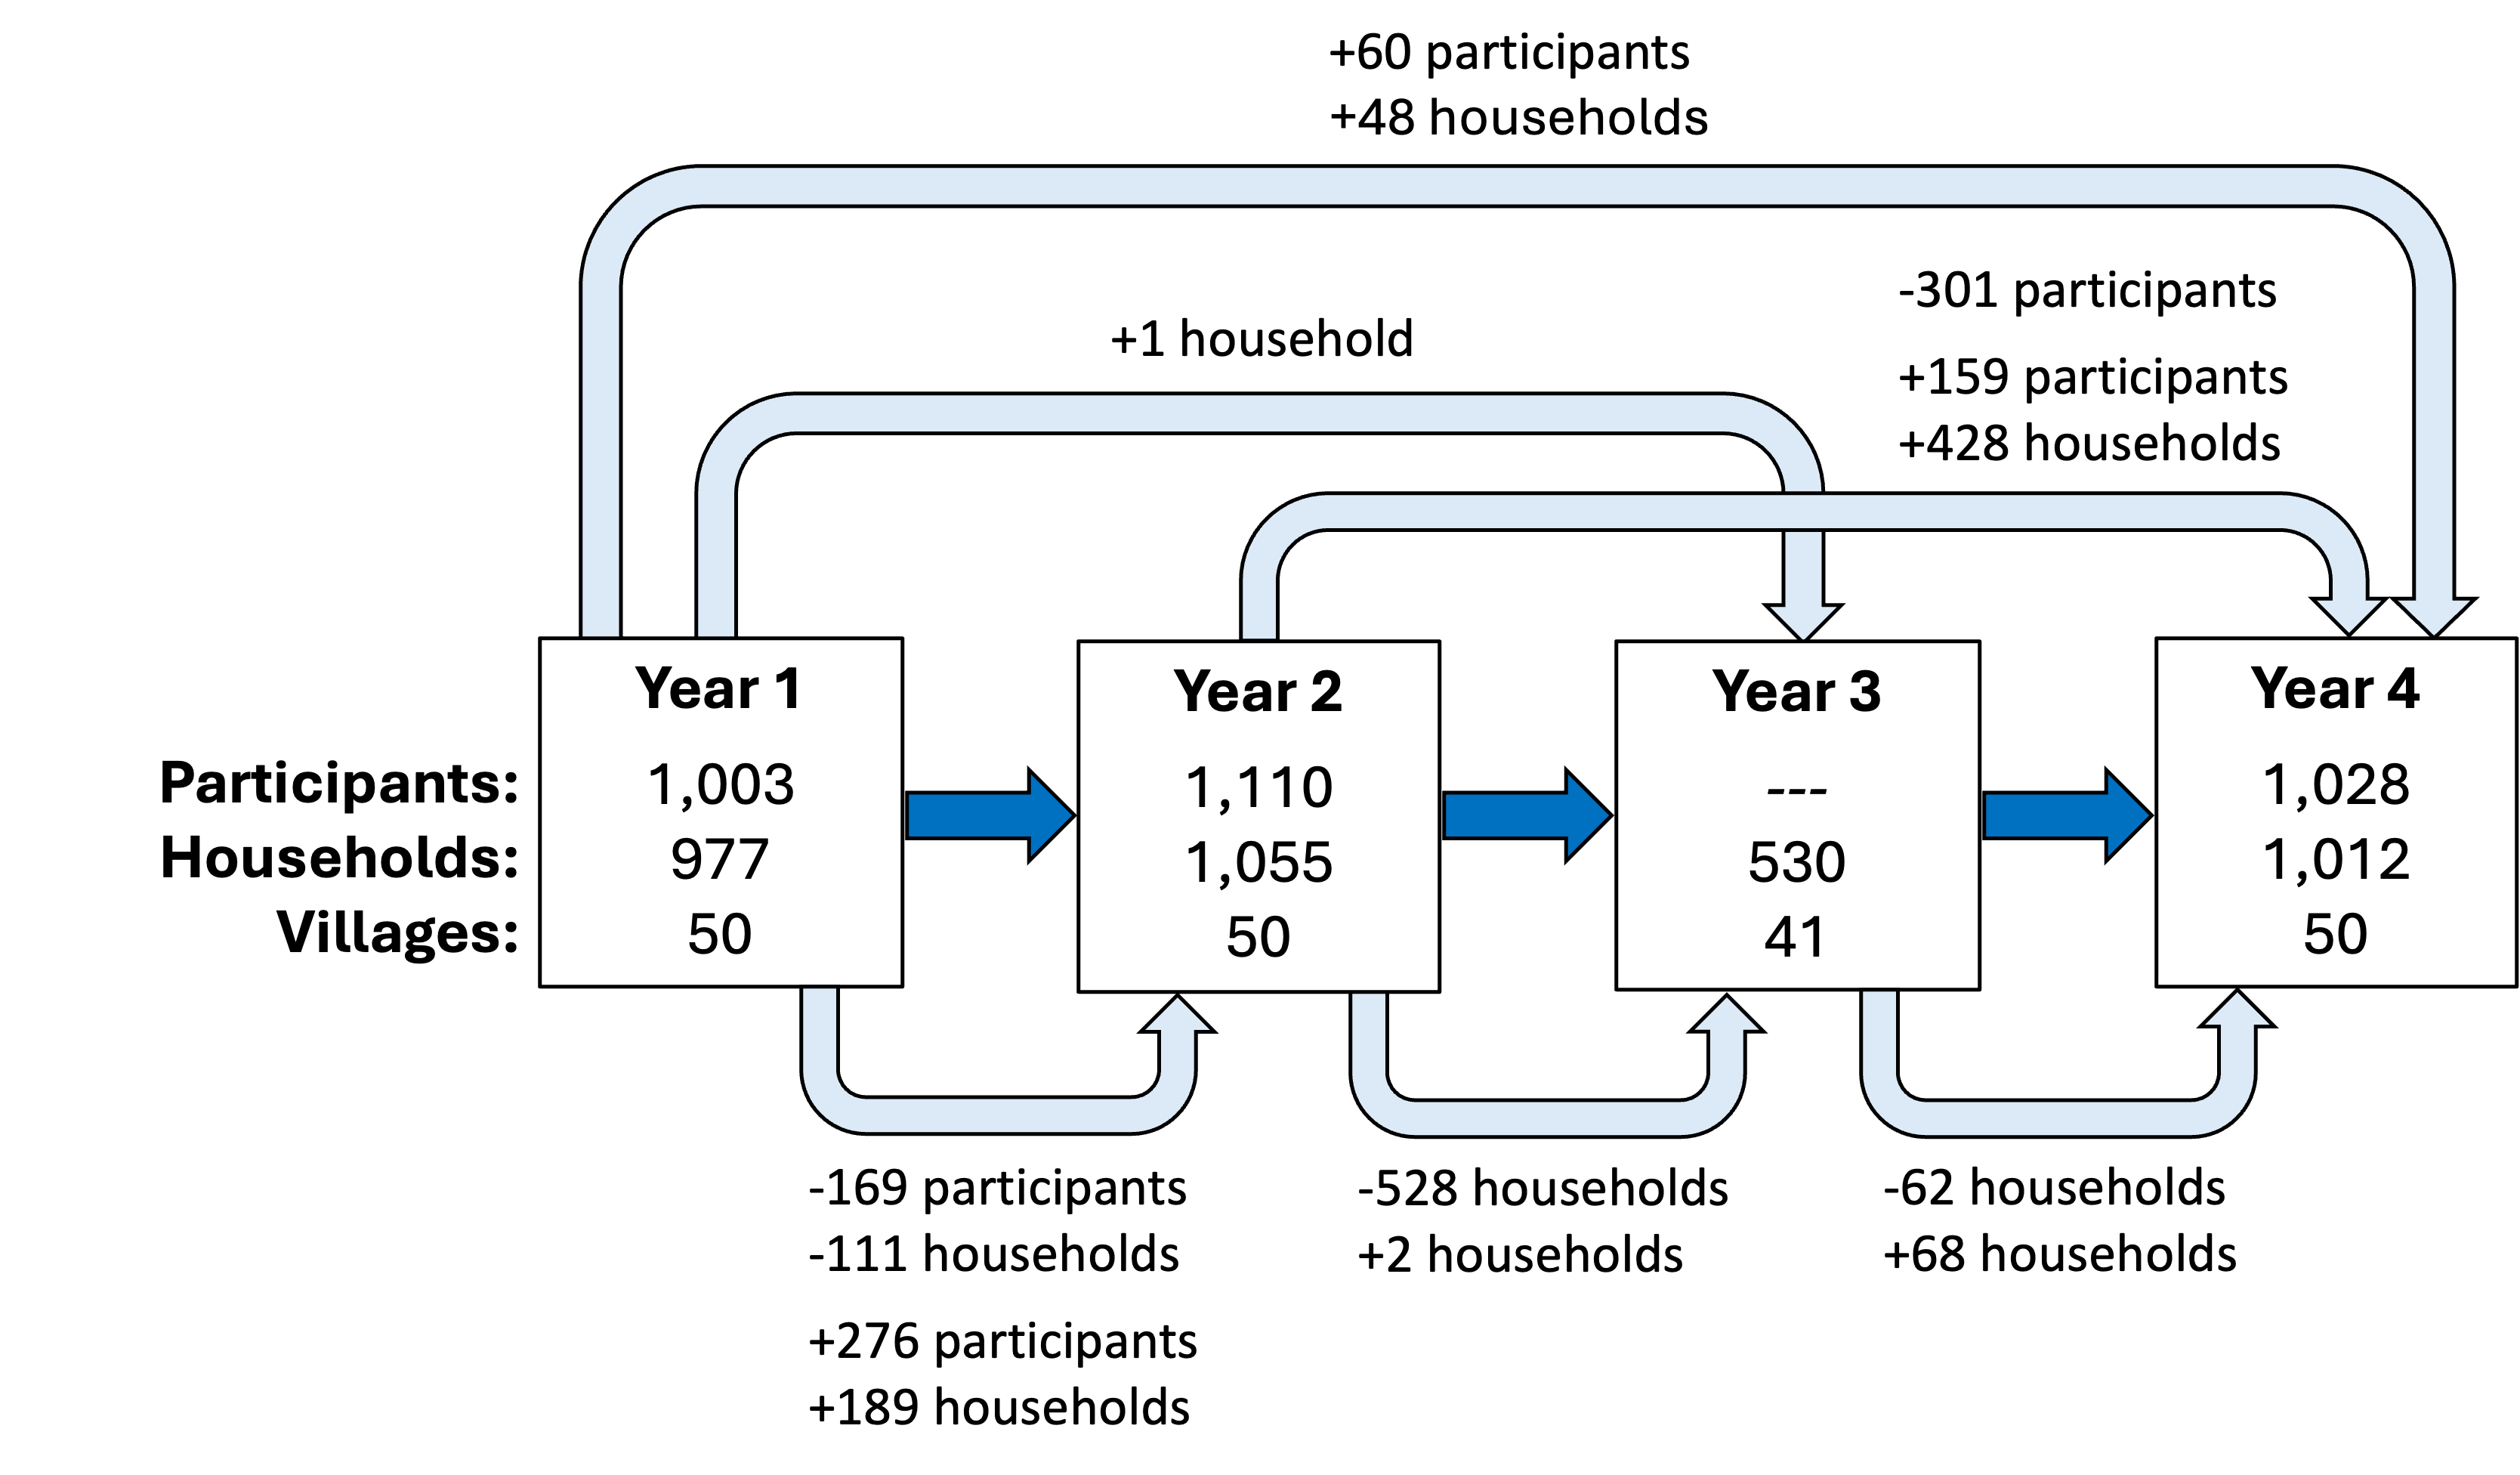 +60 participants
+48 households
-301 participants
+1 household
+159 participants
+428 households
Year 1
Year 2
Year 3
Year 4
Participants: 1,003 1,110 --- 1,028
Households: 977 1,055 530 1,012
Villages: 50 50 41 50
-169 participants
-111 households
+276 participants
+189 households
-528 households
+2 households
-62 households
+68 households